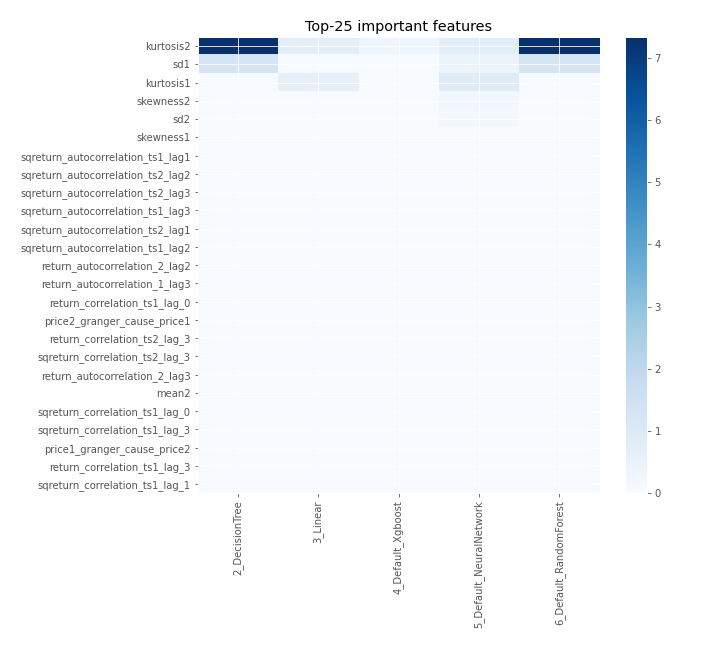 Top-25 important features
kurtosis2
sd1
kurtosis1
skewness2
sd2
skewness1
sqreturn_autocorrelation_ts1_lag1
sqreturn_autocorrelation_ts2_lag2
sqreturn_autocorrelation_ts2_lag3
sqreturn_autocorrelation_ts1_lag3
sqreturn_autocorrelation_ts2_lag1
sqreturn_autocorrelation_ts1_lag2
return_autocorrelation_2_lag2
return_autocorrelation_1_lag3
return_correlation_ts1_lag_0
price2_granger_cause_price1
return_correlation_ts2_lag_3
sqreturn_correlation_ts2_lag_3
return_autocorrelation_2_lag3
mean2
sqreturn_correlation_ts1_lag_0
sqreturn_correlation_ts1_lag_3
price1_granger_cause_price2
return_correlation_ts1_lag_3
sqreturn_correlation_ts1_lag_1
2_DecisionTree
3_Linear
4_Default_Xgboost
5_Default_NeuralNetwork
6_Default_RandomForest
7
6
5
4
3
2
1
0